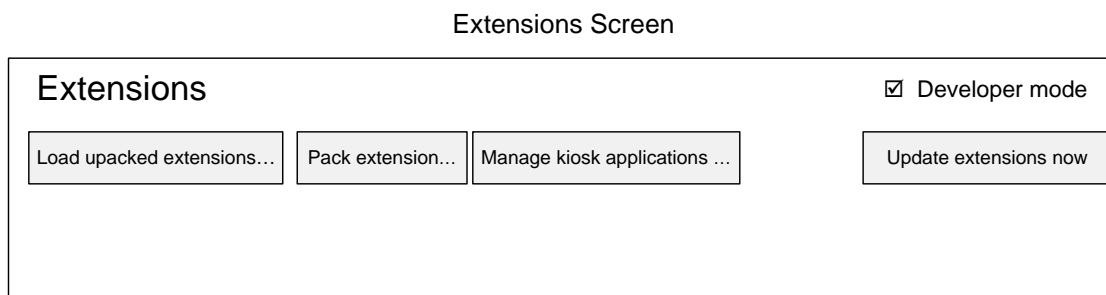 Extensions Screen
Extensions
☑ Developer mode
Load upacked extensions…
Pack extension…
Manage kiosk applications …
Update extensions now